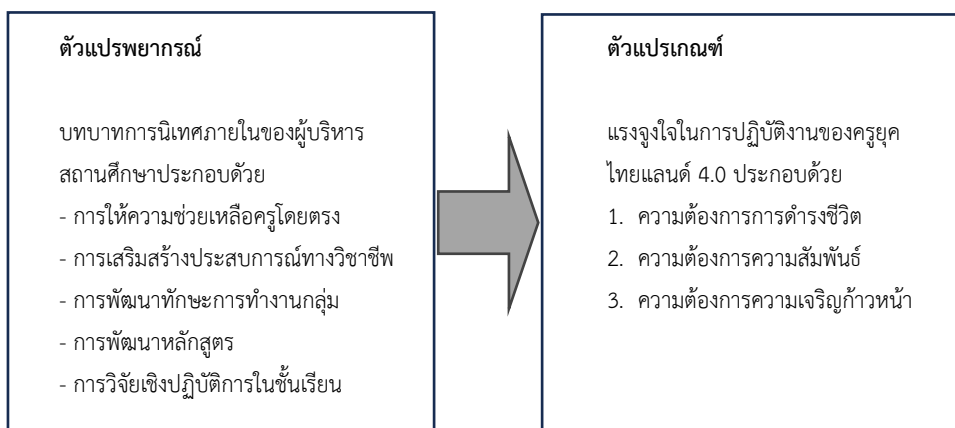 ตัวแปรพยากรณ์
บทบาทการนิเทศภายในของผู้บริหาร
สถานศึกษาประกอบด้วย
- การให้ความช่วยเหลือครูโดยตรง
- การเสริมสร้างประสบการณ์ทางวิชาชีพ
- การพัฒนาทักษะการทำงานกลุ่ม
- การพัฒนาหลักสูตร
- การวิจัยเชิงปฏิบัติการในชั้นเรียน
ตัวแปรเกณฑ์
แรงจูงใจในการปฏิบัติงานของครูยุค
ไทยแลนด์ 4.0 ประกอบด้วย
1. ความต้องการการดำรงชีวิต
2. ความต้องการความสัมพันธ์
3. ความต้องการความเจริญก้าวหน้า